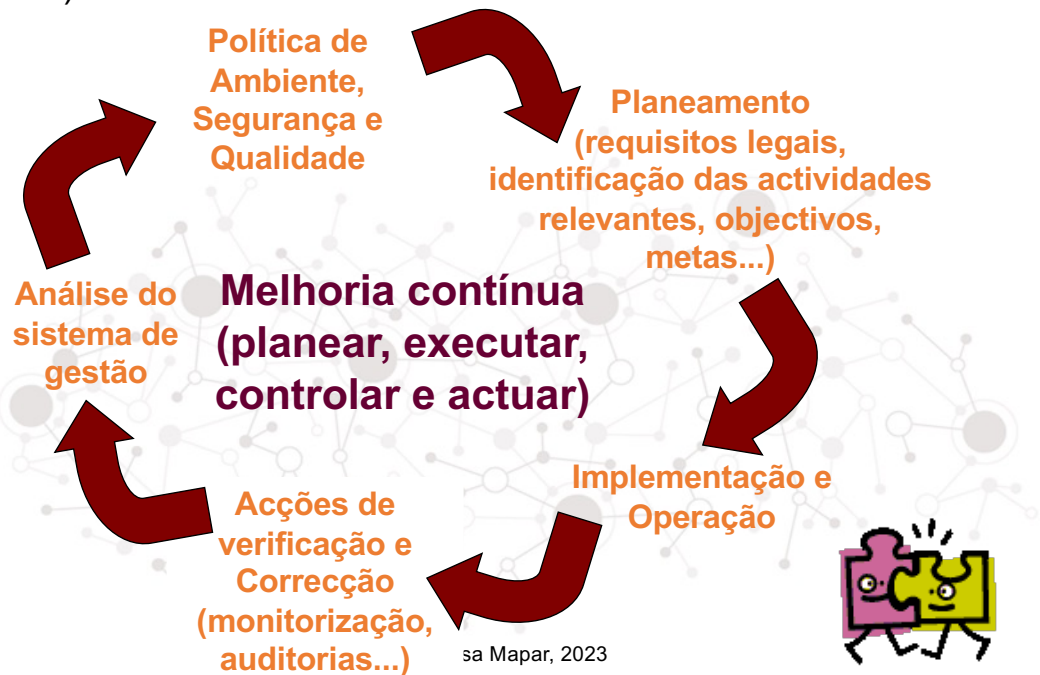 Política de
Ambiente,
Segurança e
Qualidade
Planeamento
(requisitos legais,
identificação das actividades
relevantes, objectivos,
metas...)
Análise do
sistema de
gestão
Melhoria contínua
(planear, executar,
controlar e actuar)
Implementação e
Operação
Acções de
verificação e
Correcção
(monitorização,
auditorias...)
sa Mapar, 2023